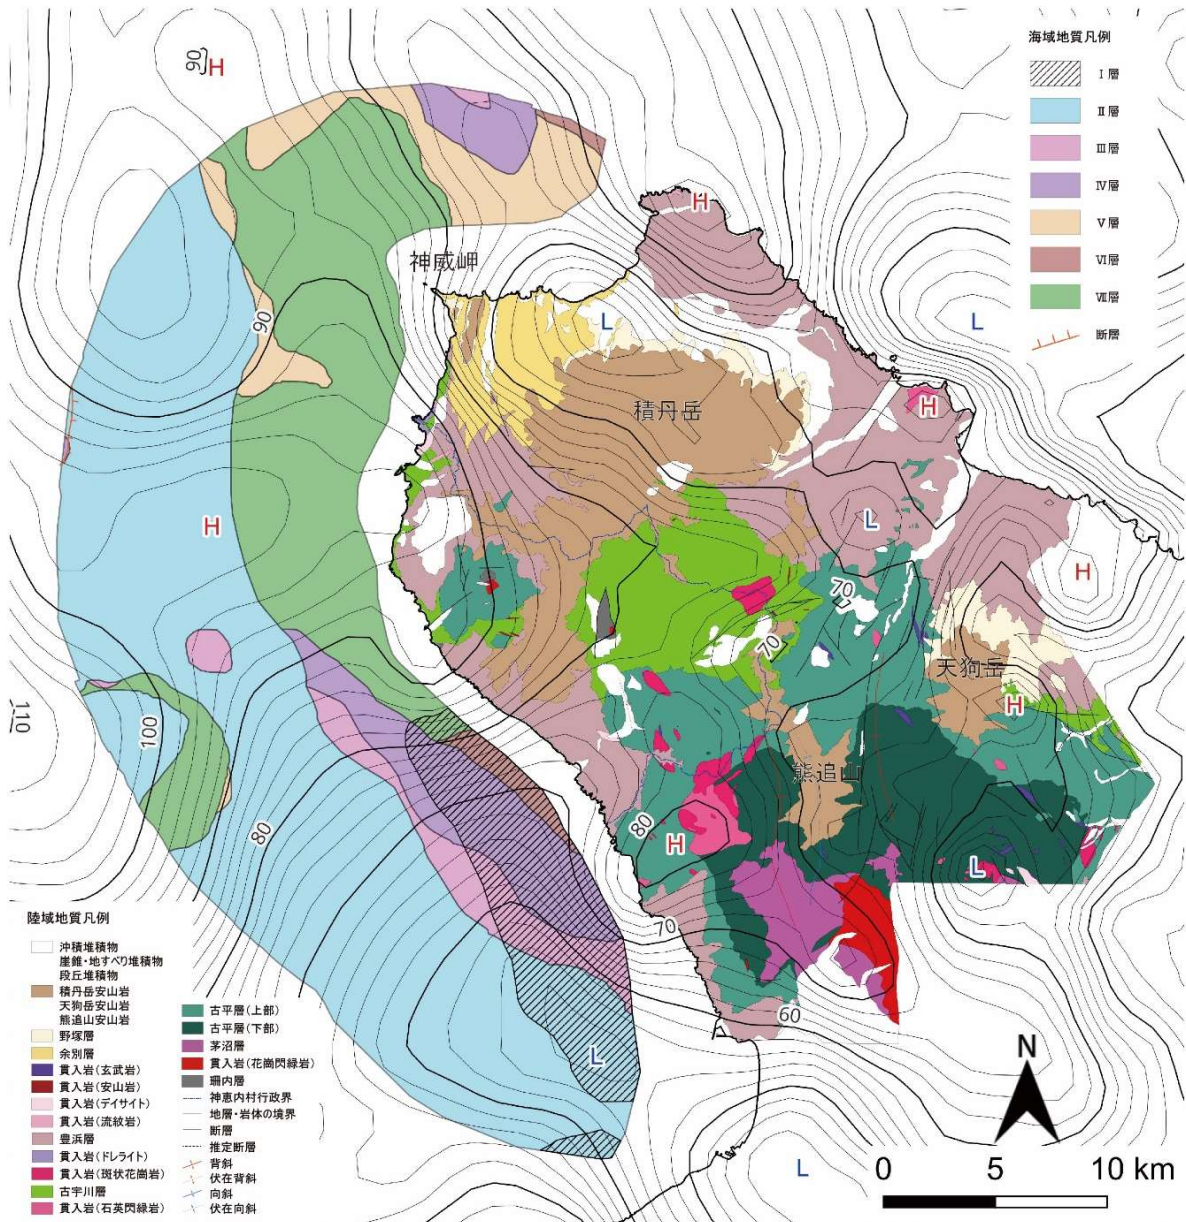 海域地質凡例
Ⅰ層
Ⅱ層
Ⅲ層
Ⅳ層
Ⅴ層
Ⅵ層
Ⅶ層
断層
90
H
H
神威岬
90
L
L
積丹岳
H
H
L
H
70
70
天狗岳
H
110
100
熊追山
80
80
H
L
70
60
L
L
N
0 5 10 km
陸域地質凡例
沖積堆積物
崖錐・地すべり堆積物
段丘堆積物
積丹岳安山岩
天狗岳安山岩
熊追山安山岩
野塚層
余別層
貫入岩(玄武岩)
貫入岩(安山岩)
貫入岩(デイサイト)
貫入岩(流紋岩)
豊浜層
貫入岩(ドレライト)
貫入岩(斑状花崗岩)
古宇川層
貫入岩(石英閃緑岩)
古平層(上部)
古平層(下部)
茅沼層
貫入岩(花崗閃緑岩)
珊内層
神恵内村行政界
地層・岩体の境界
断層
推定断層
背斜
伏在背斜
向斜
伏在向斜